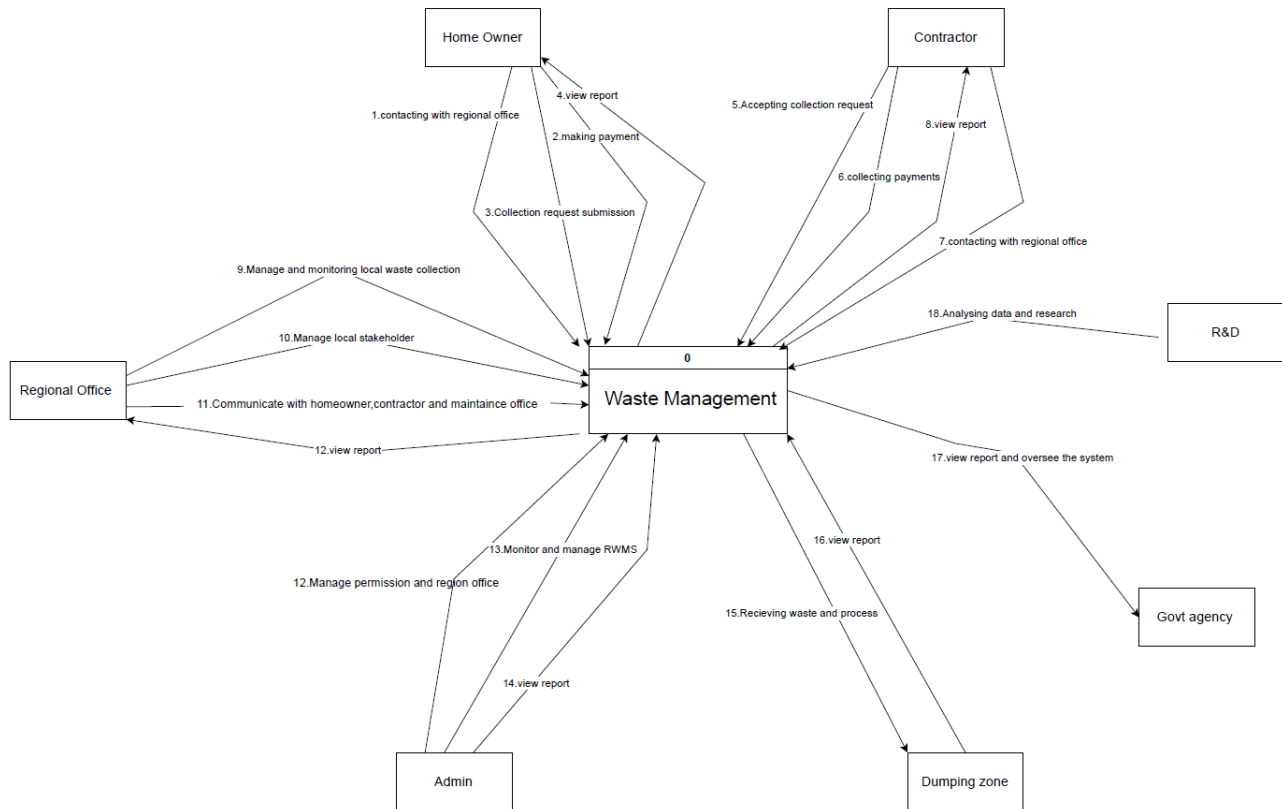 Home Owner
Contractor
4.view report
1.contacting with regional office
2.making payment
5.Accepting collection request
8.view report
6.collecting payments
3.Collection request submission
7.contacting with regional office
9.Manage and monitoring local waste collection
18.Analysing data and research
R&D
10.Manage local stakeholder
0
Regional Office
Waste Management
11.Communicate with homeowner,contractor and maintaince office
12.view report
17.view report and oversee the system
13.Monitor and manage RWMS
16.view report
12.Manage permission and region office
15.Recieving waste and process
Govt agency
14.view report
Admin
Dumping zone